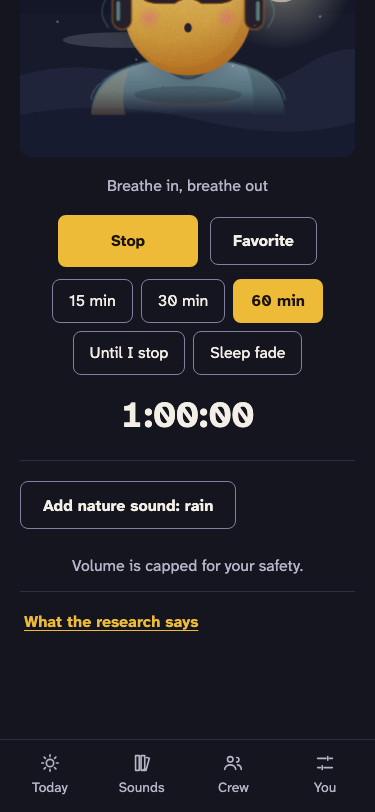 Breathe in, breathe out
Stop
Favorite
15 min
30 min
60 min
Until I stop
Sleep fade
1:00:00
Add nature sound: rain
Volume is capped for your safety.
What the research says
Today
Sounds
Crew
You